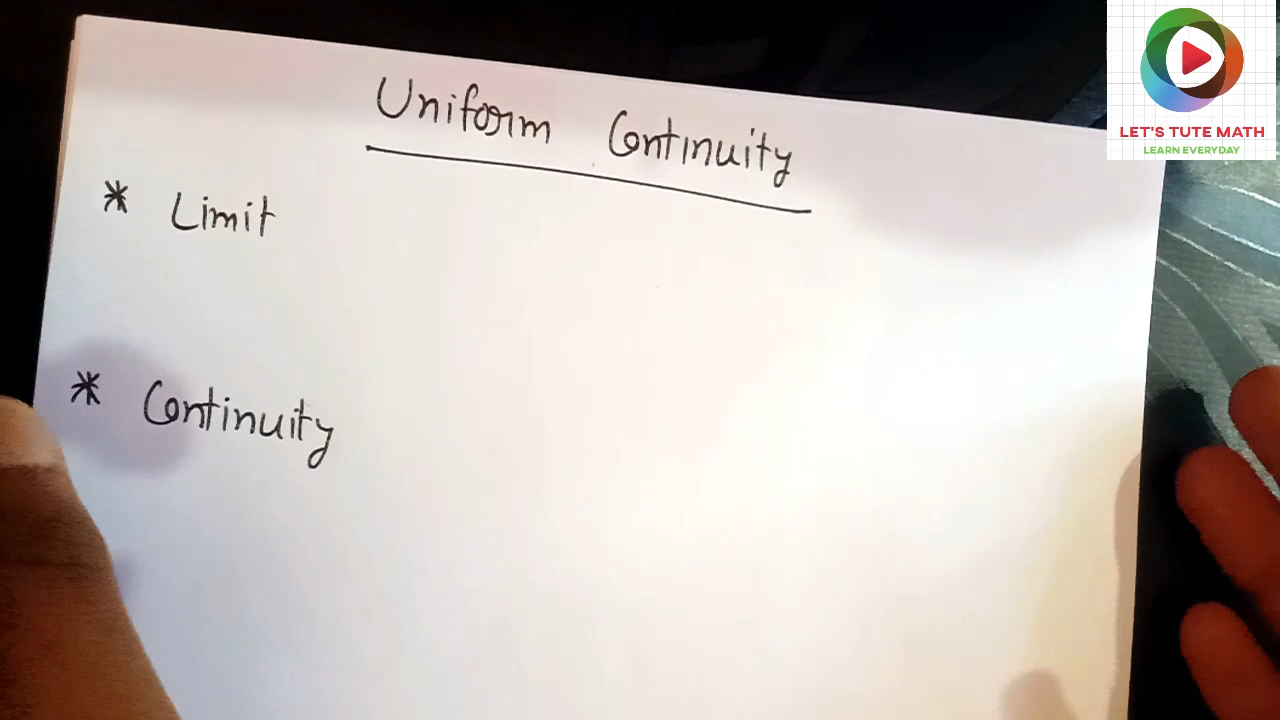 Uniform Continuity
* Limit
* Continuity
LET'S TUTE MATH
LEARN EVERYDAY